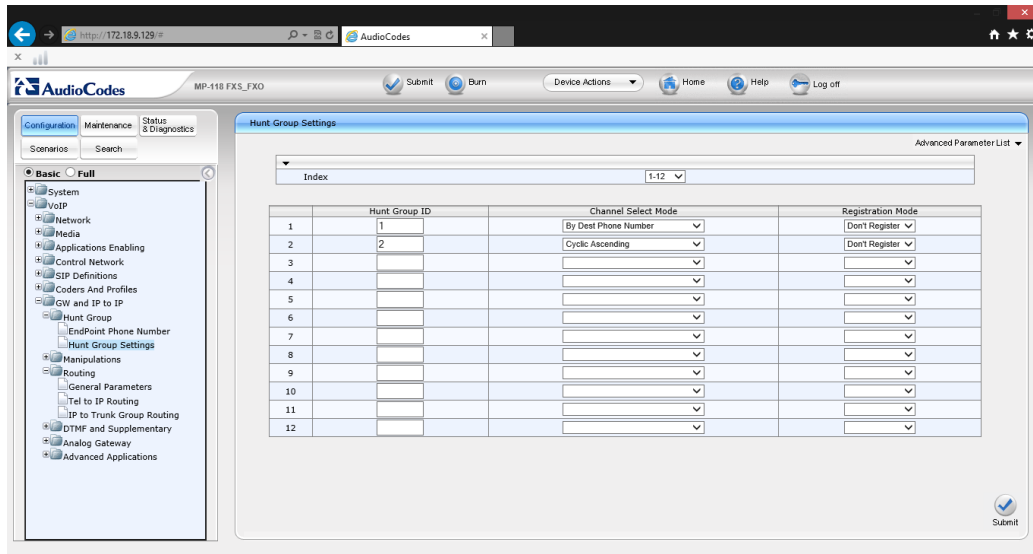 http://172.18.9.129/#
AudioCodes
AudioCodes
MP-118 FXS_FXO
Submit
Burn
Device Actions
Home
Help
Log off
Configuration
Maintenance
Status & Diagnostics
Scenarios
Search
Basic
Full
System
VoIP
Network
Media
Applications Enabling
Control Network
SIP Definitions
Coders And Profiles
GW and IP to IP
Hunt Group
EndPoint Phone Number
Hunt Group Settings
Manipulations
Routing
General Parameters
Tel to IP Routing
IP to Trunk Group Routing
DTMF and Supplementary
Analog Gateway
Advanced Applications
Hunt Group Settings
Advanced Parameter List
Index 1-12
Hunt Group ID Channel Select Mode Registration Mode
1 1 By Dest Phone Number Don't Register
2 2 Cyclic Ascending Don't Register
3
4
5
6
7
8
9
10
11
12
Submit